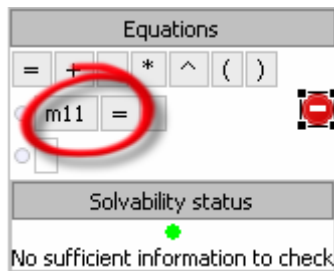 Equations
= + * ^ ( )
m11 =
Solvability status
No sufficient information to check